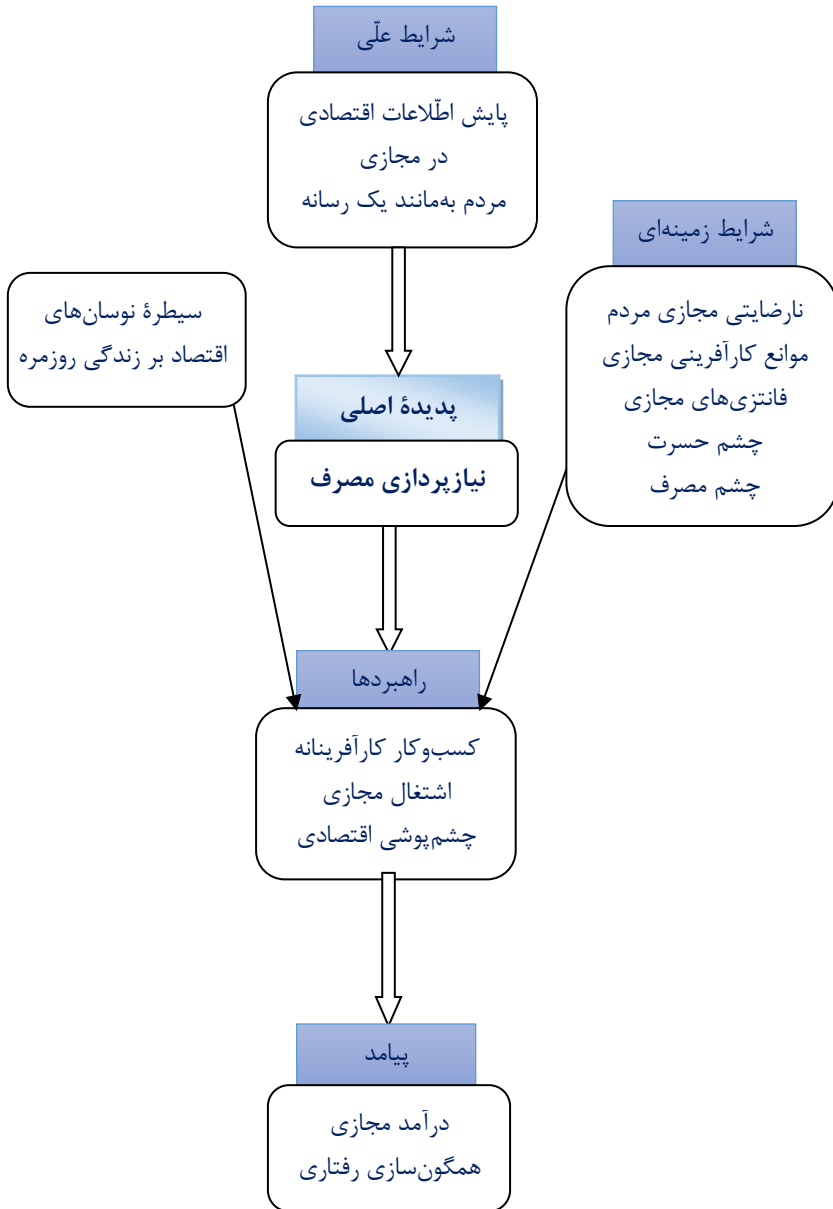 شرایط علّی
پایش اطّلاعات اقتصادی
در مجازی
مردم به‌مانند یک رسانه
شرایط زمینه‌ای
نارضایتی مجازی مردم
موانع کارآفرینی مجازی
فانتزی‌های مجازی
چشم حسرت
چشم مصرف
سیطرۀ نوسان‌های
اقتصاد بر زندگی روزمره
پدیدۀ اصلی
نیازپردازی مصرف
راهبردها
کسب‌وکار کارآفرینانه
اشتغال مجازی
چشم‌پوشی اقتصادی
پیامد
درآمد مجازی
همگون‌سازی رفتاری